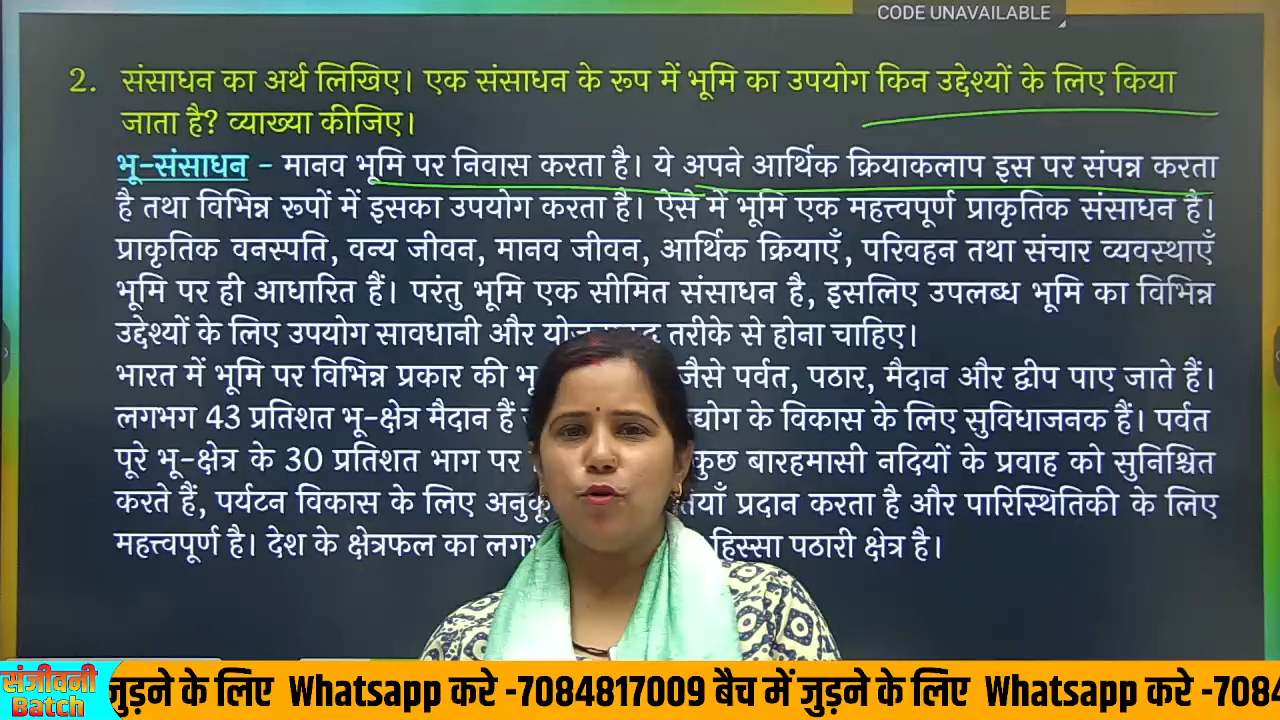 CODE UNAVAILABLE
2. संसाधन का अर्थ लिखिए। एक संसाधन के रूप में भूमि का उपयोग किन उद्देश्यों के लिए किया
जाता है? व्याख्या कीजिए।
भू-संसाधन - मानव भूमि पर निवास करता है। ये अपने आर्थिक क्रियाकलाप इस पर संपन्न करता
है तथा विभिन्न रूपों में इसका उपयोग करता है। ऐसे में भूमि एक महत्त्वपूर्ण प्राकृतिक संसाधन है।
प्राकृतिक वनस्पति, वन्य जीवन, मानव जीवन, आर्थिक क्रियाएँ, परिवहन तथा संचार व्यवस्थाएँ
भूमि पर ही आधारित हैं। परंतु भूमि एक सीमित संसाधन है, इसलिए उपलब्ध भूमि का विभिन्न
उद्देश्यों के लिए उपयोग सावधानी और तरीके से होना चाहिए।
भारत में भूमि पर विभिन्न प्रकार की जैसे पर्वत, पठार, मैदान और द्वीप पाए जाते हैं।
लगभग 43 प्रतिशत भू-क्षेत्र मैदान हैं के विकास के लिए सुविधाजनक हैं। पर्वत
पूरे भू-क्षेत्र के 30 प्रतिशत भाग पर कुछ बारहमासी नदियों के प्रवाह को सुनिश्चित
करते हैं, पर्यटन विकास के लिए प्रदान करता है और पारिस्थितिकी के लिए
महत्त्वपूर्ण है। देश के क्षेत्रफल का हिस्सा पठारी क्षेत्र है।
संजीवनी
Batch
जुड़ने के लिए Whatsapp करे -7084817009 बैच में जुड़ने के लिए Whatsapp करे -7084